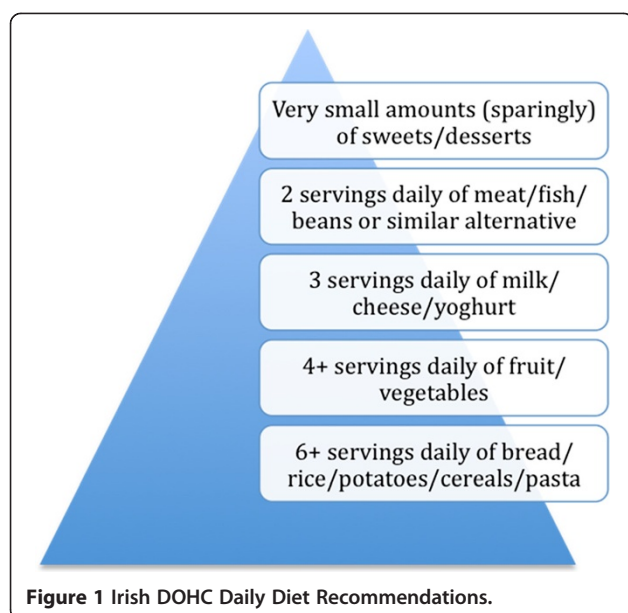 Very small amounts (sparingly)
of sweets/desserts
2 servings daily of meat/fish/
beans or similar alternative
3 servings daily of milk/
cheese/yoghurt
4+ servings daily of fruit/
vegetables
6+ servings daily of bread/
rice/potatoes/cereals/pasta
Figure 1 Irish DOHC Daily Diet Recommendations.